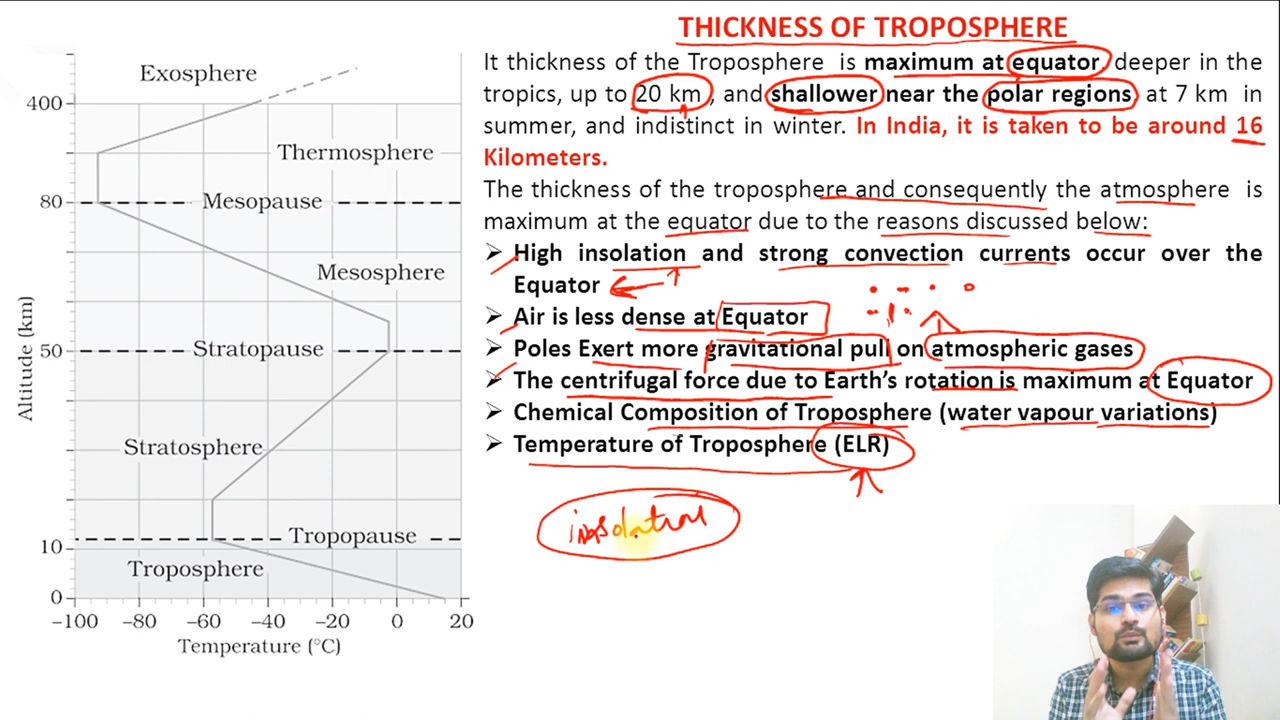 THICKNESS OF TROPOSPHERE
It thickness of the Troposphere is maximum at equator, deeper in the
tropics, up to 20 km , and shallower near the polar regions, at 7 km in
summer, and indistinct in winter. In India, it is taken to be around 16
Kilometers.
The thickness of the troposphere and consequently the atmosphere is
maximum at the equator due to the reasons discussed below:
➢ High insolation and strong convection currents occur over the
Equator
➢ Air is less dense at Equator
➢ Poles Exert more gravitational pull on atmospheric gases
➢ The centrifugal force due to Earth's rotation is maximum at Equator
➢ Chemical Composition of Troposphere (water vapour variations)
➢ Temperature of Troposphere (ELR)
insolation
Exosphere
400
Thermosphere
80
Mesopause
Mesosphere
50
Stratopause
Stratosphere
Tropopause
10
Troposphere
0
-100 -80 -60 -40 -20 0 20
Temperature (°C)
Altitude (km)